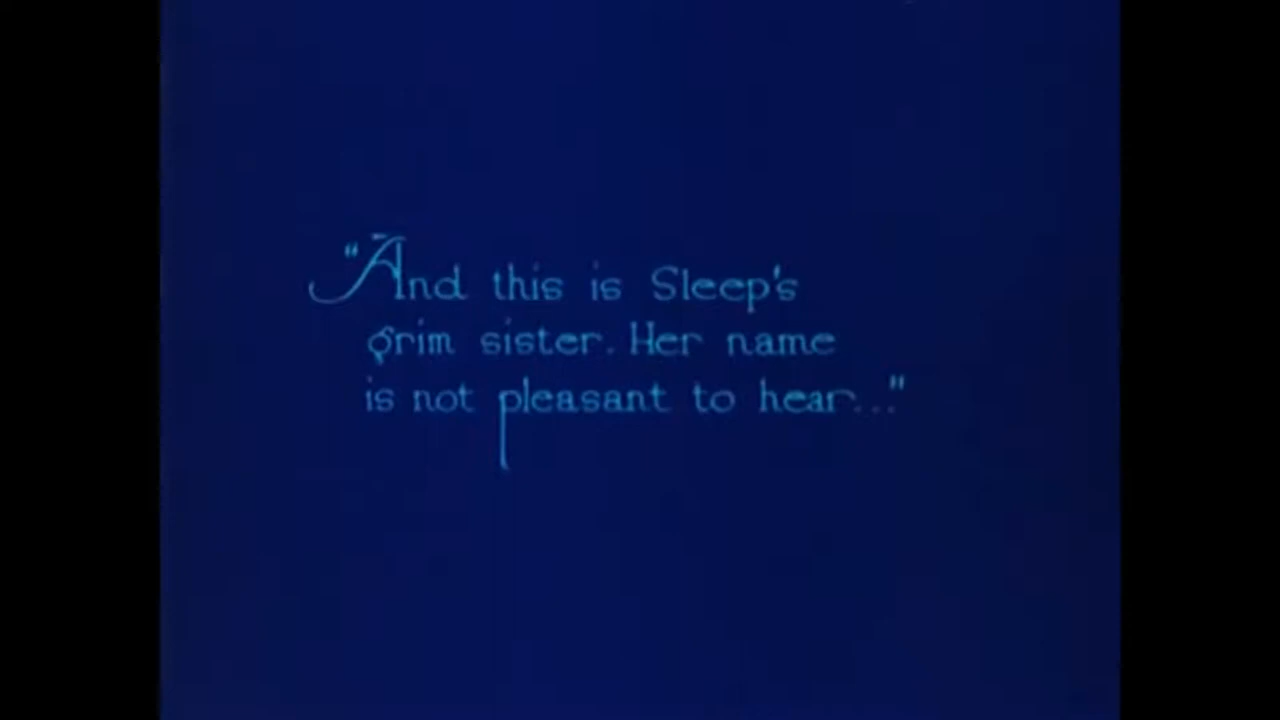 "And this is Sleep's
grim sister. Her name
is not pleasant to hear..."